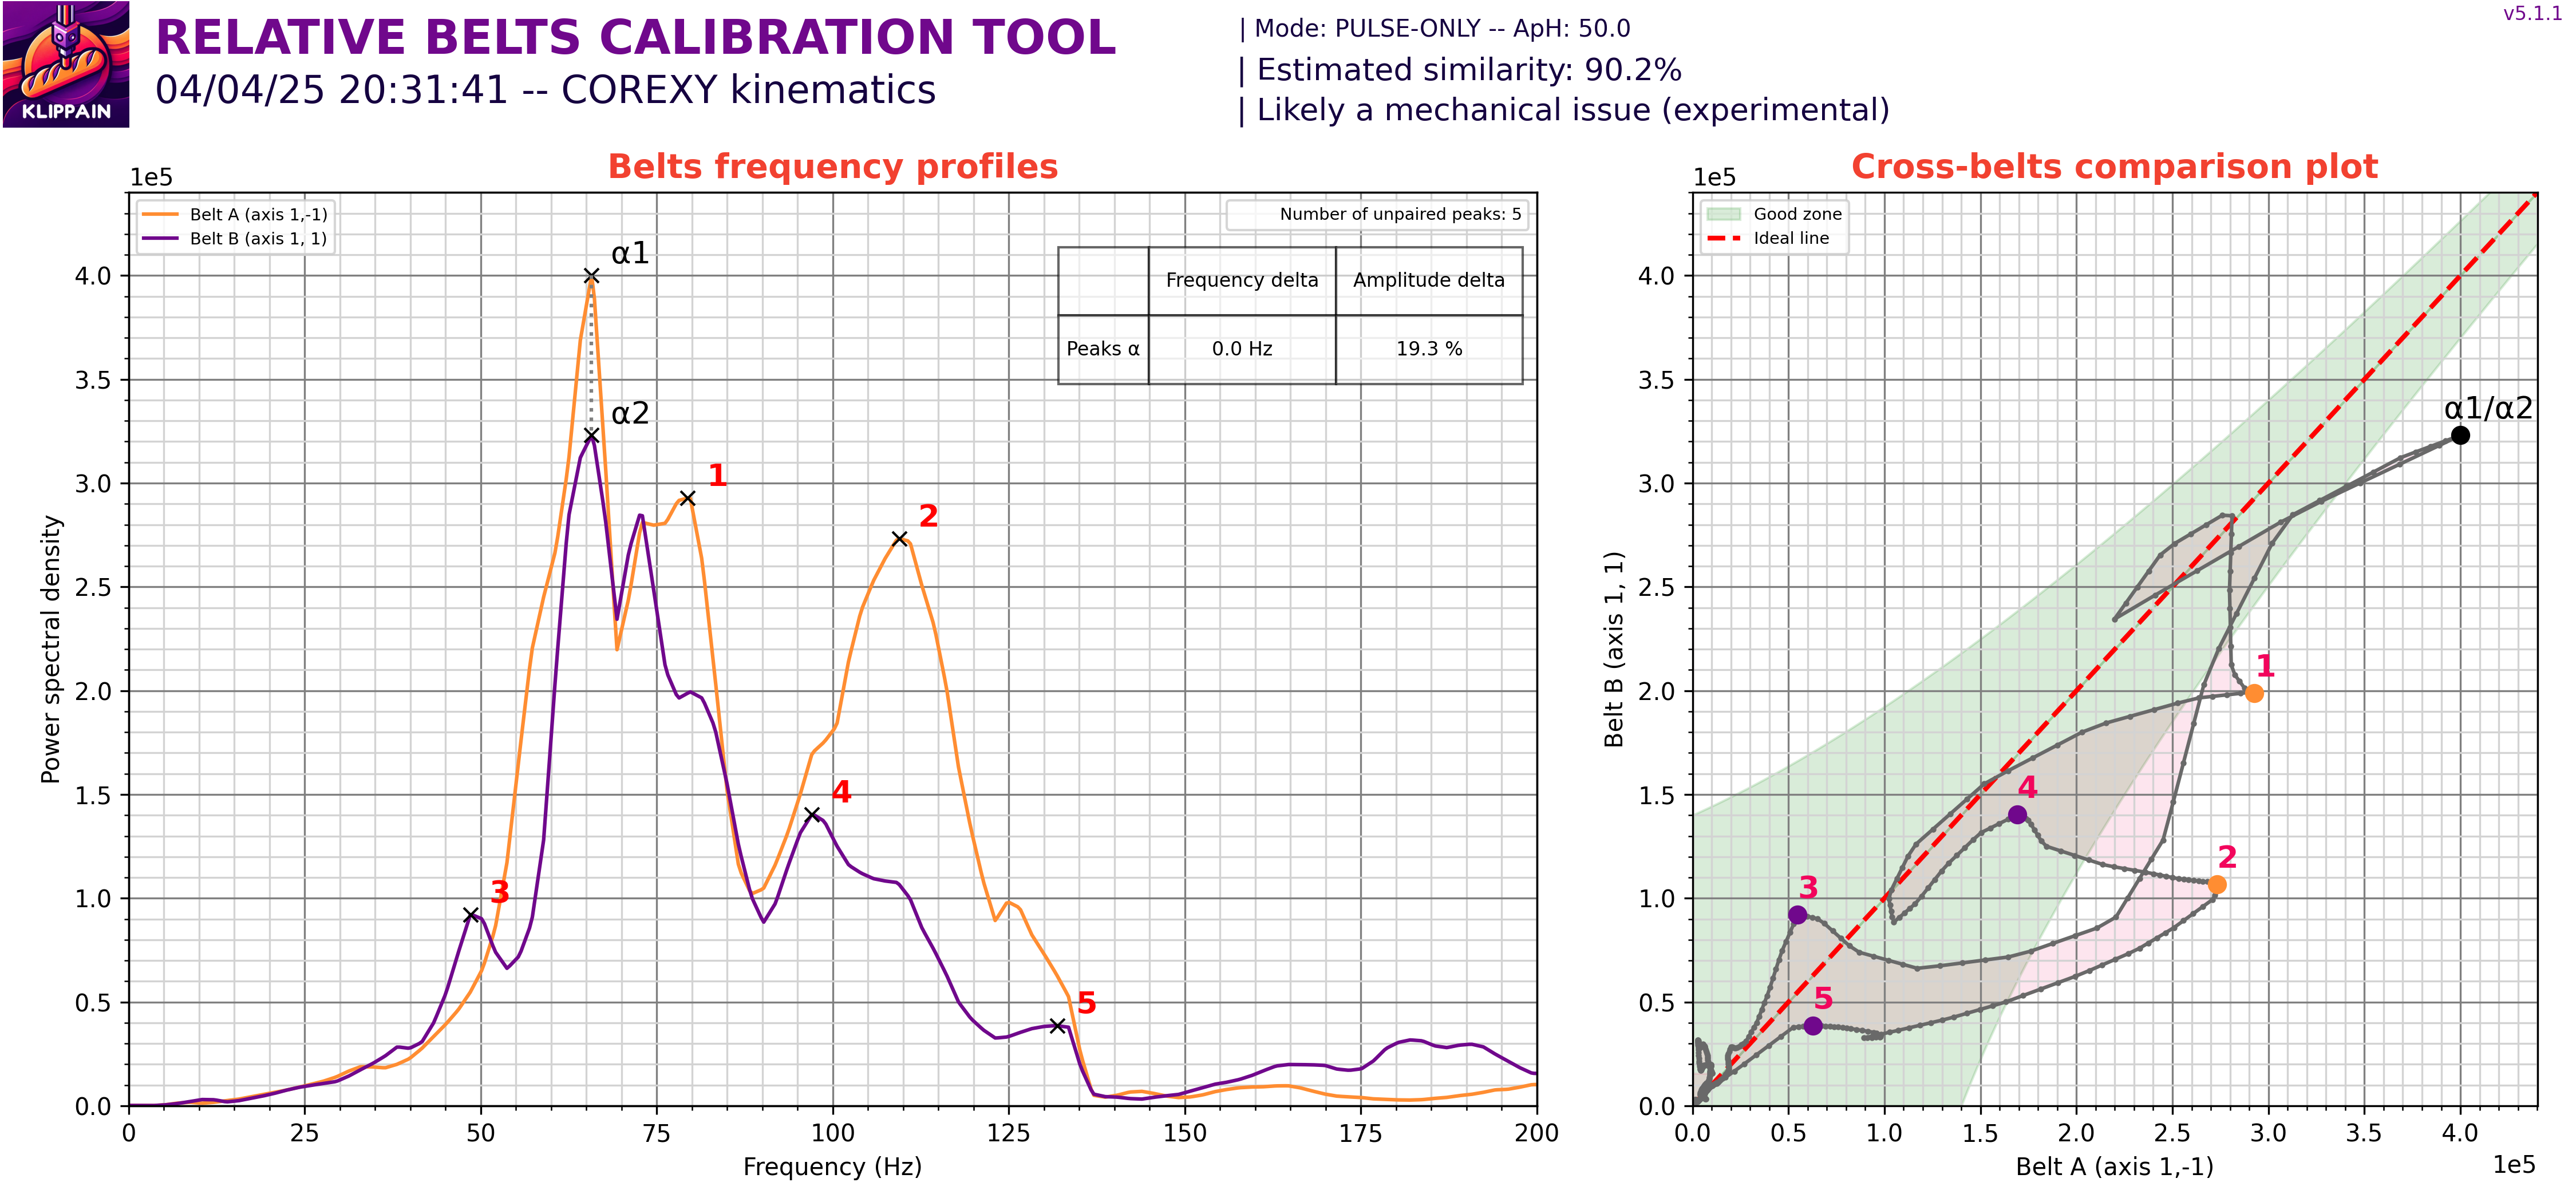 KLIPPAIN
RELATIVE BELTS CALIBRATION TOOL
04/04/25 20:31:41 -- COREXY kinematics
| Mode: PULSE-ONLY -- ApH: 50.0
| Estimated similarity: 90.2%
| Likely a mechanical issue (experimental)
v5.1.1
Belts frequency profiles
1e5
Belt A (axis 1,-1)
Belt B (axis 1, 1)
Number of unpaired peaks: 5
Frequency delta Amplitude delta
Peaks α 0.0 Hz 19.3 %
α1
α2
1
2
3
4
5
Power spectral density
4.0
3.5
3.0
2.5
2.0
1.5
1.0
0.5
0.0
0 25 50 75 100 125 150 175 200
Frequency (Hz)
Cross-belts comparison plot
1e5
Good zone
Ideal line
α1/α2
1
4
2
3
5
Belt B (axis 1, 1)
4.0
3.5
3.0
2.5
2.0
1.5
1.0
0.5
0.0
0.0 0.5 1.0 1.5 2.0 2.5 3.0 3.5 4.0
Belt A (axis 1,-1)
1e5